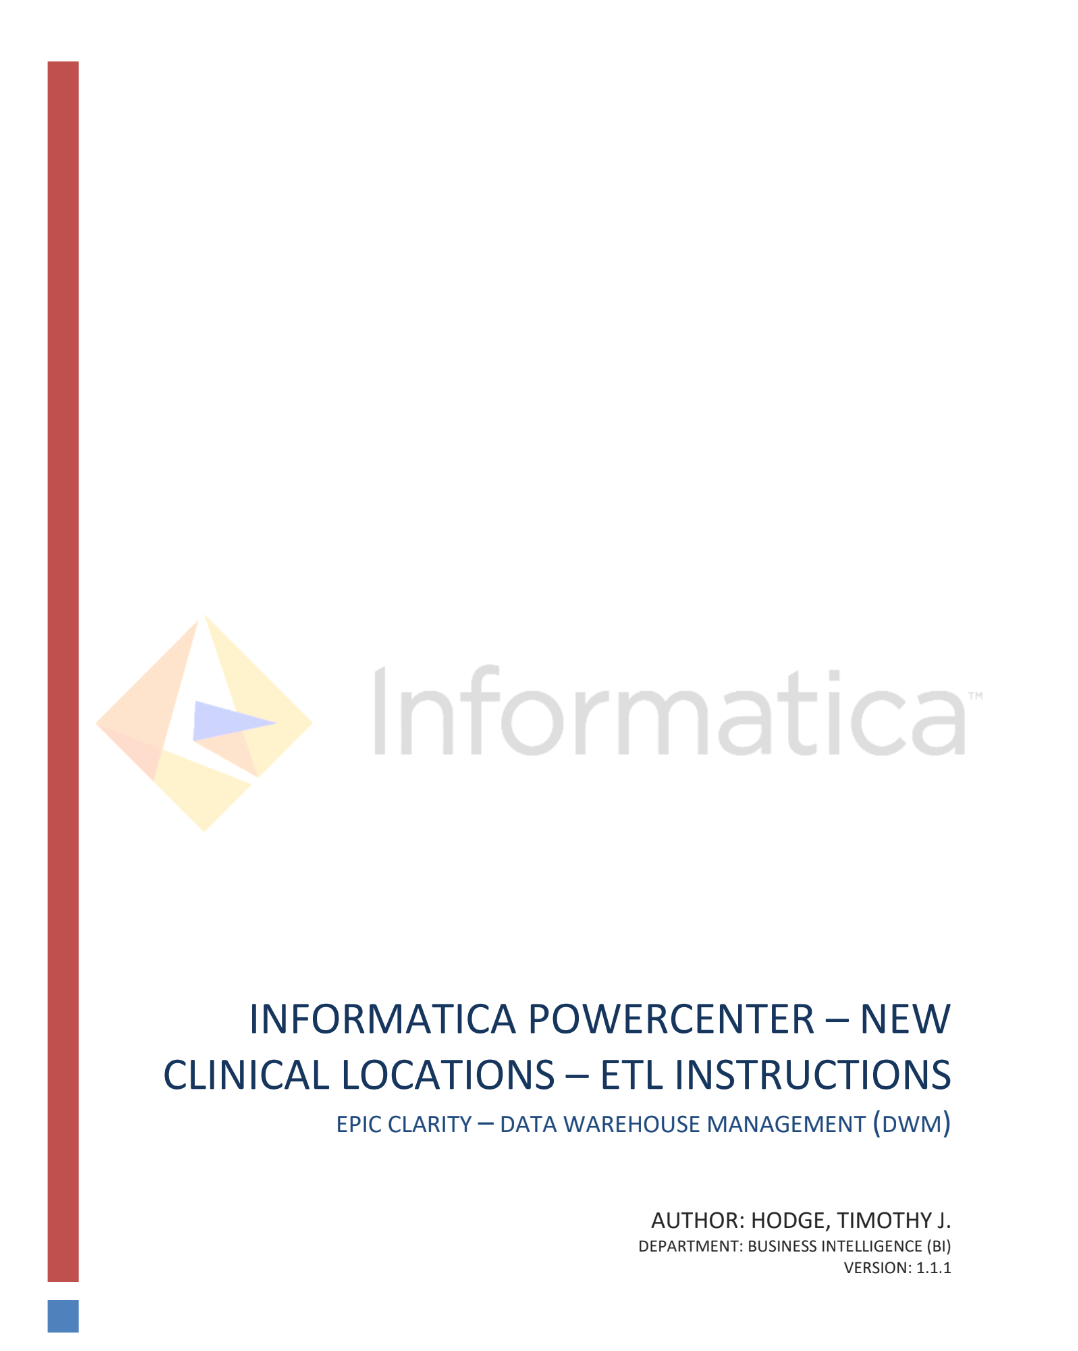 Informatica™
INFORMATICA POWERCENTER – NEW
CLINICAL LOCATIONS – ETL INSTRUCTIONS
EPIC CLARITY – DATA WAREHOUSE MANAGEMENT (DWM)
AUTHOR: HODGE, TIMOTHY J.
DEPARTMENT: BUSINESS INTELLIGENCE (BI)
VERSION: 1.1.1